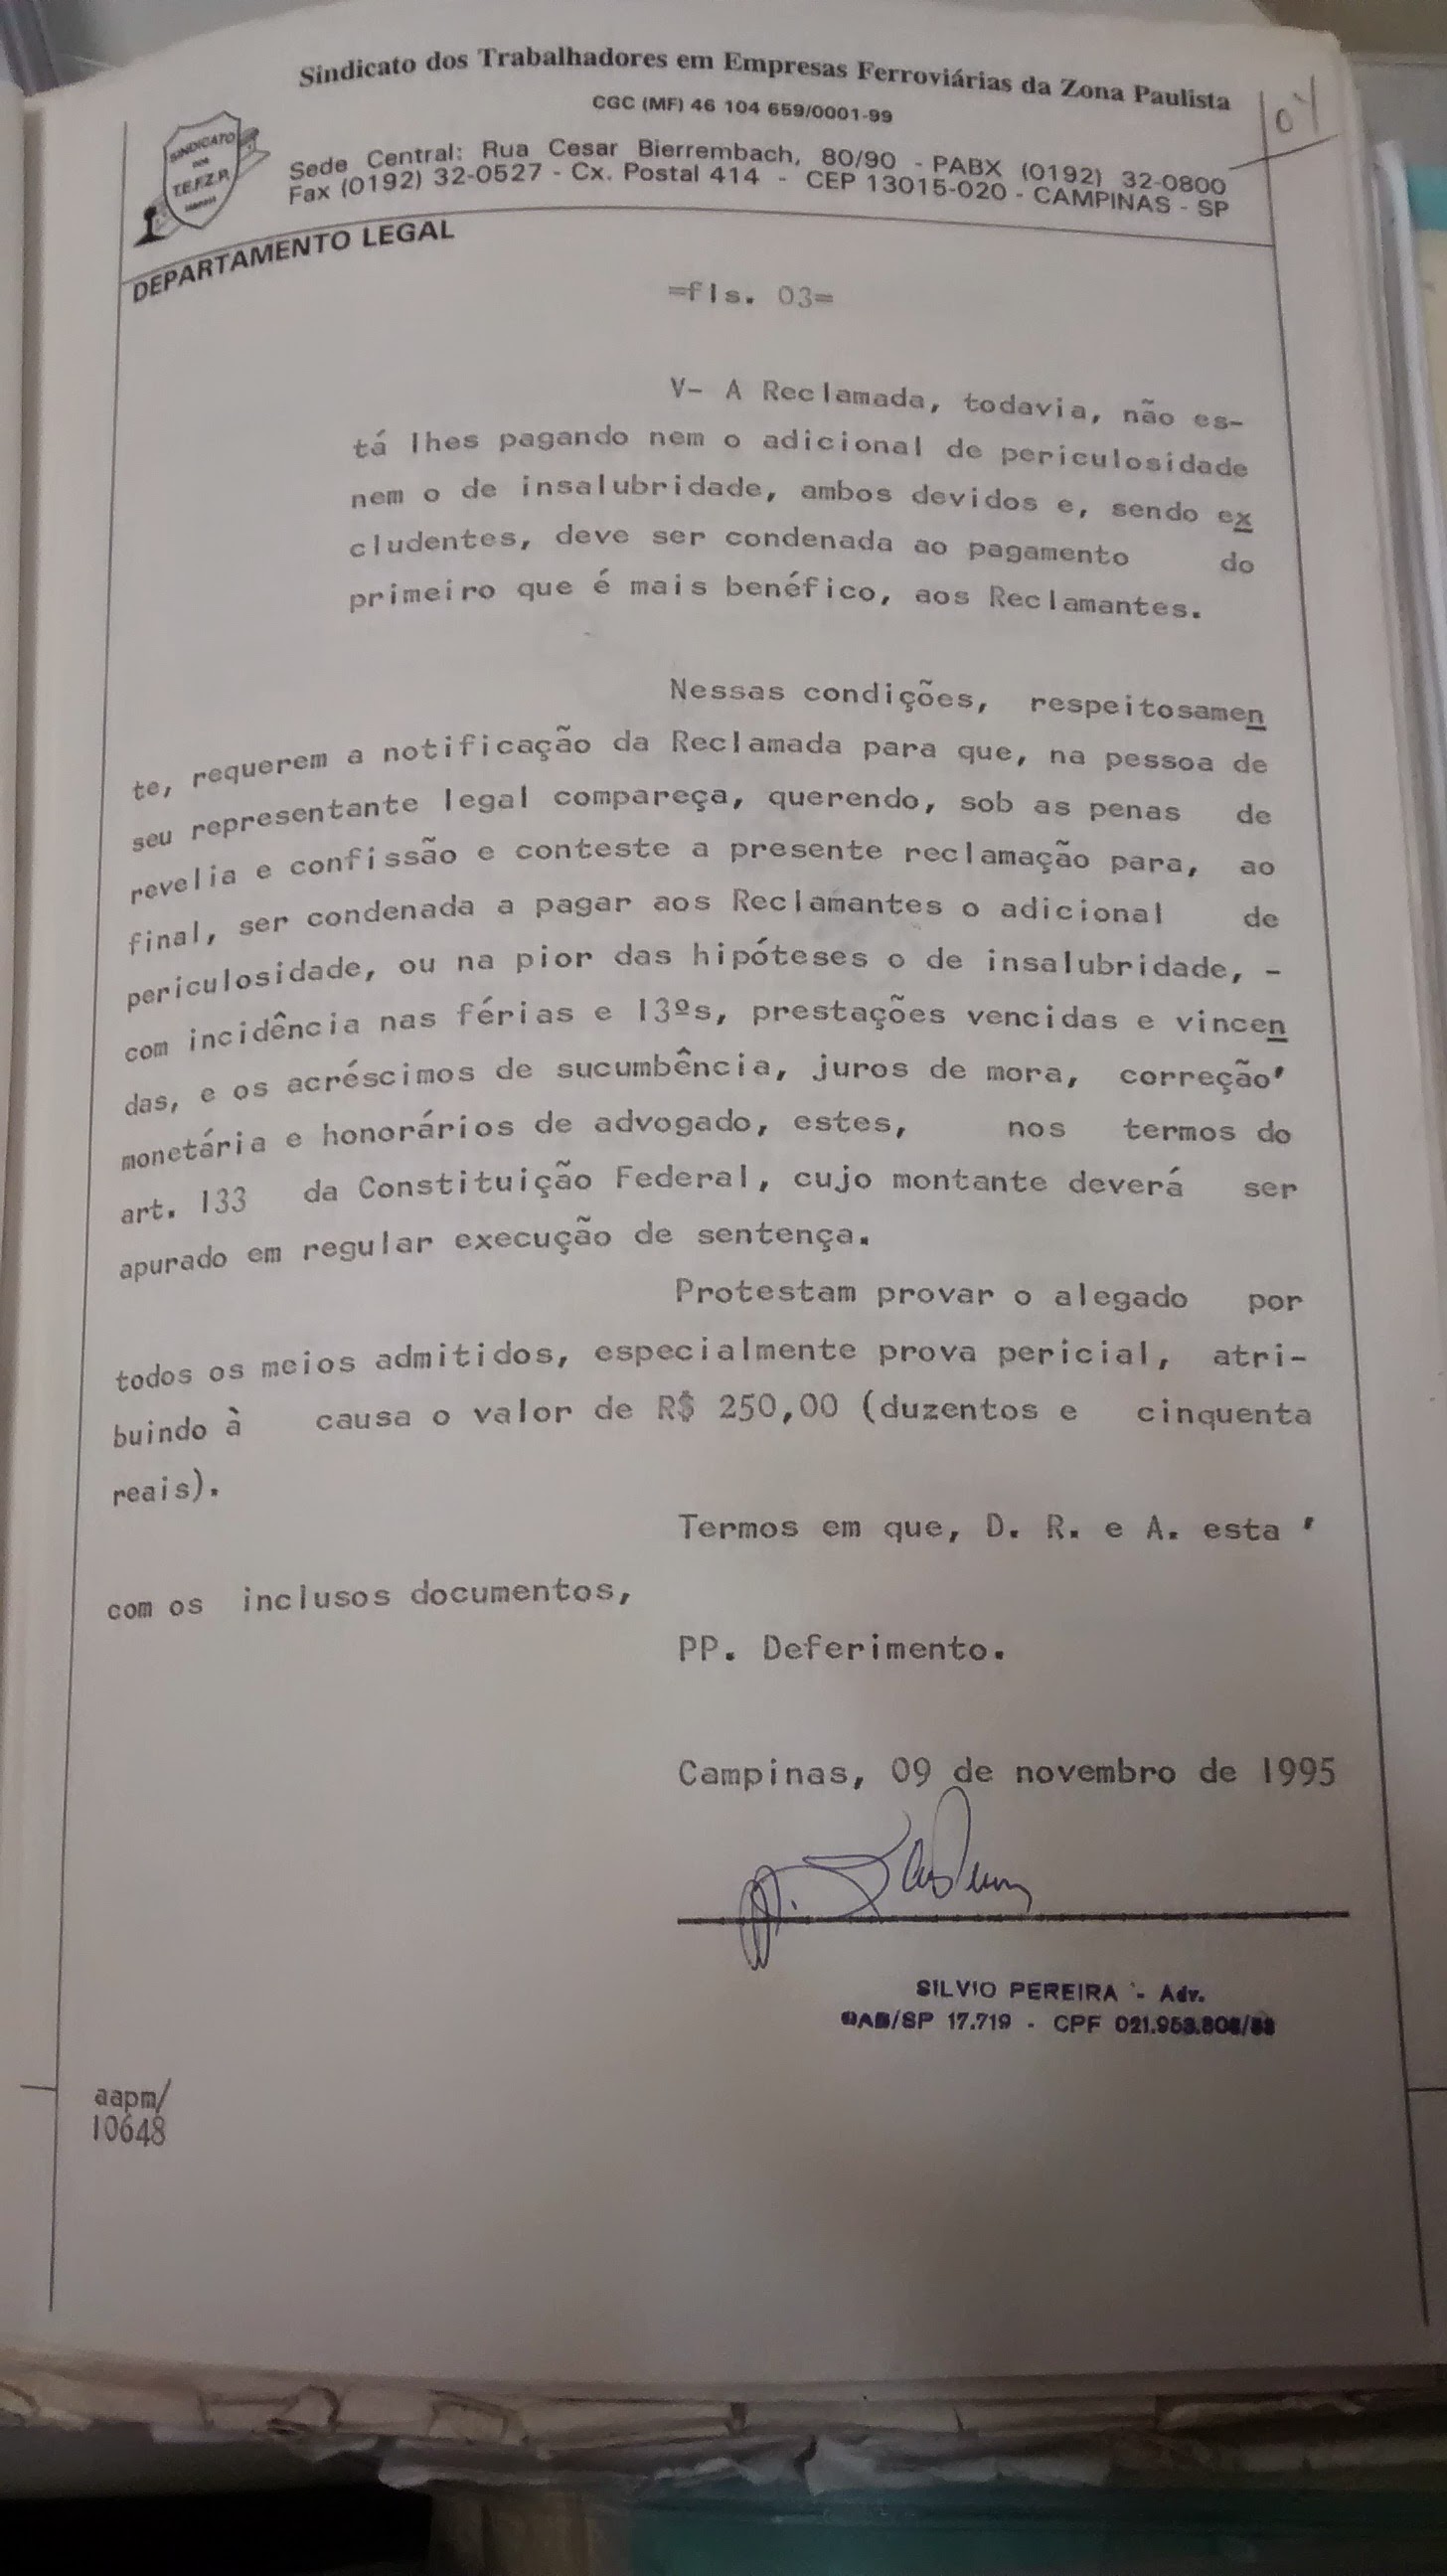 Sindicato dos Trabalhadores em Empresas Ferroviárias da Zona Paulista
CGC (MF) 46 104 659/0001-99
SINDICATO
DOS
T.E.F.Z.P.
Sede Central: Rua Cesar Bierrembach, 80/90 - PABX (0192) 32-0800
Fax (0192) 32-0527 - Cx. Postal 414 - CEP 13015-020 - CAMPINAS - SP
DEPARTAMENTO LEGAL
=fls. 03=
V- A Reclamada, todavia, não es-
tá lhes pagando nem o adicional de periculosidade
nem o de insalubridade, ambos devidos e, sendo ex
cludentes, deve ser condenada ao pagamento do
primeiro que é mais benéfico, aos Reclamantes.
Nessas condições, respeitosamen
te, requerem a notificação da Reclamada para que, na pessoa de
seu representante legal compareça, querendo, sob as penas de
revelia e confissão e conteste a presente reclamação para, ao
final, ser condenada a pagar aos Reclamantes o adicional de
periculosidade, ou na pior das hipóteses o de insalubridade, -
com incidência nas férias e 13ºs, prestações vencidas e vincen
das, e os acréscimos de sucumbência, juros de mora, correção'
monetária e honorários de advogado, estes, nos termos do
art. 133 da Constituição Federal, cujo montante deverá ser
apurado em regular execução de sentença.
Protestam provar o alegado por
todos os meios admitidos, especialmente prova pericial, atri-
buindo à causa o valor de R$ 250,00 (duzentos e cinquenta
reais).
Termos em que, D. R. e A. esta '
com os inclusos documentos,
PP. Deferimento.
Campinas, 09 de novembro de 1995
SILVIO PEREIRA - Adv.
OAB/SP 17.719 - CPF
aapm/
10648